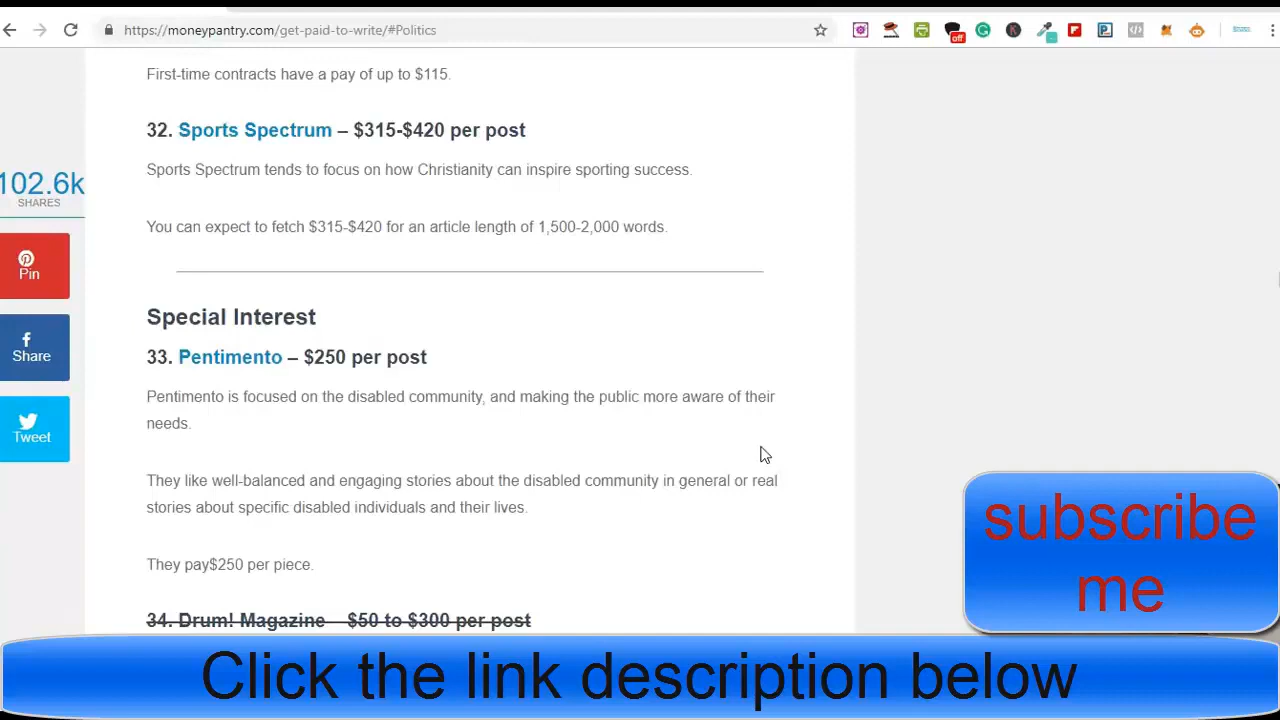 https://moneypantry.com/get-paid-to-write/#Politics
off
First-time contracts have a pay of up to $115.
32. Sports Spectrum – $315-$420 per post
Sports Spectrum tends to focus on how Christianity can inspire sporting success.
102.6k
SHARES
You can expect to fetch $315-$420 for an article length of 1,500-2,000 words.
Pin
Special Interest
Share
33. Pentimento – $250 per post
Pentimento is focused on the disabled community, and making the public more aware of their
needs.
Tweet
They like well-balanced and engaging stories about the disabled community in general or real
stories about specific disabled individuals and their lives.
They pay$250 per piece.
34. Drum! Magazine – $50 to $300 per post
subscribe
me
Click the link description below